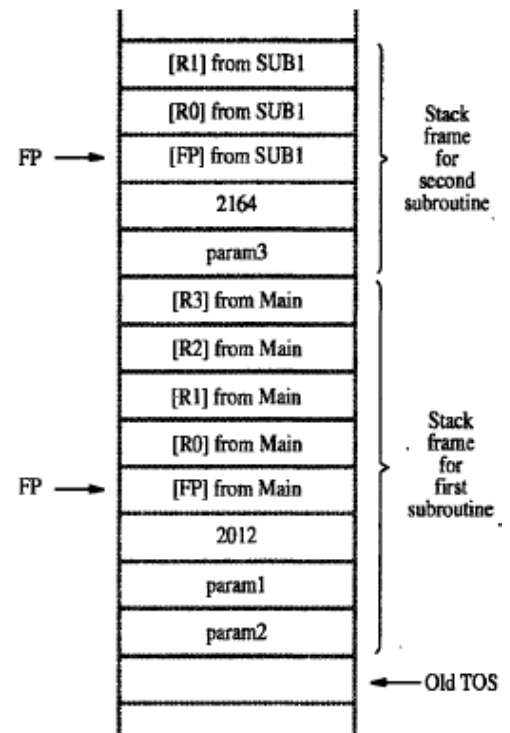 [R1] from SUB1
[R0] from SUB1
FP
[FP] from SUB1
2164
param3
Stack
frame
for
second
subroutine
[R3] from Main
[R2] from Main
[R1] from Main
[R0] from Main
FP
[FP] from Main
2012
param1
param2
Stack
frame
for
first
subroutine
Old TOS